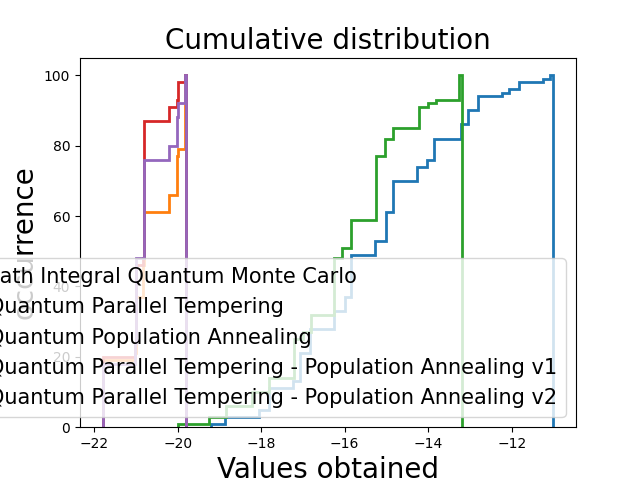 Cumulative distribution
100
80
60
40
20
0
occurrence
ath Integral Quantum Monte Carlo
Quantum Parallel Tempering
Quantum Population Annealing
Quantum Parallel Tempering - Population Annealing v1
Quantum Parallel Tempering - Population Annealing v2
−22 −20 −18 −16 −14 −12
Values obtained